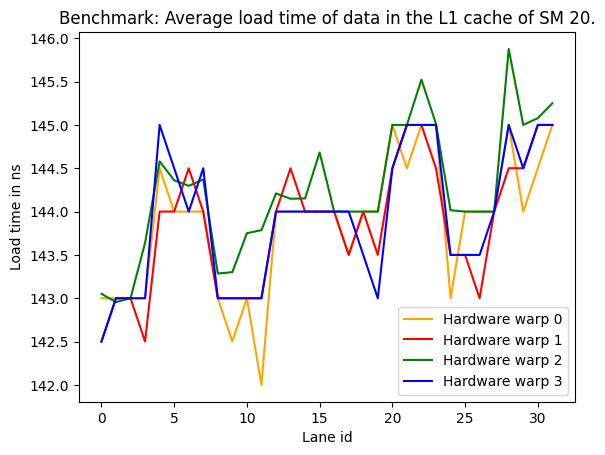 Benchmark: Average load time of data in the L1 cache of SM 20.
146.0
145.5
145.0
144.5
144.0
143.5
143.0
142.5
142.0
Load time in ns
Hardware warp 0
Hardware warp 1
Hardware warp 2
Hardware warp 3
0 5 10 15 20 25 30
Lane id